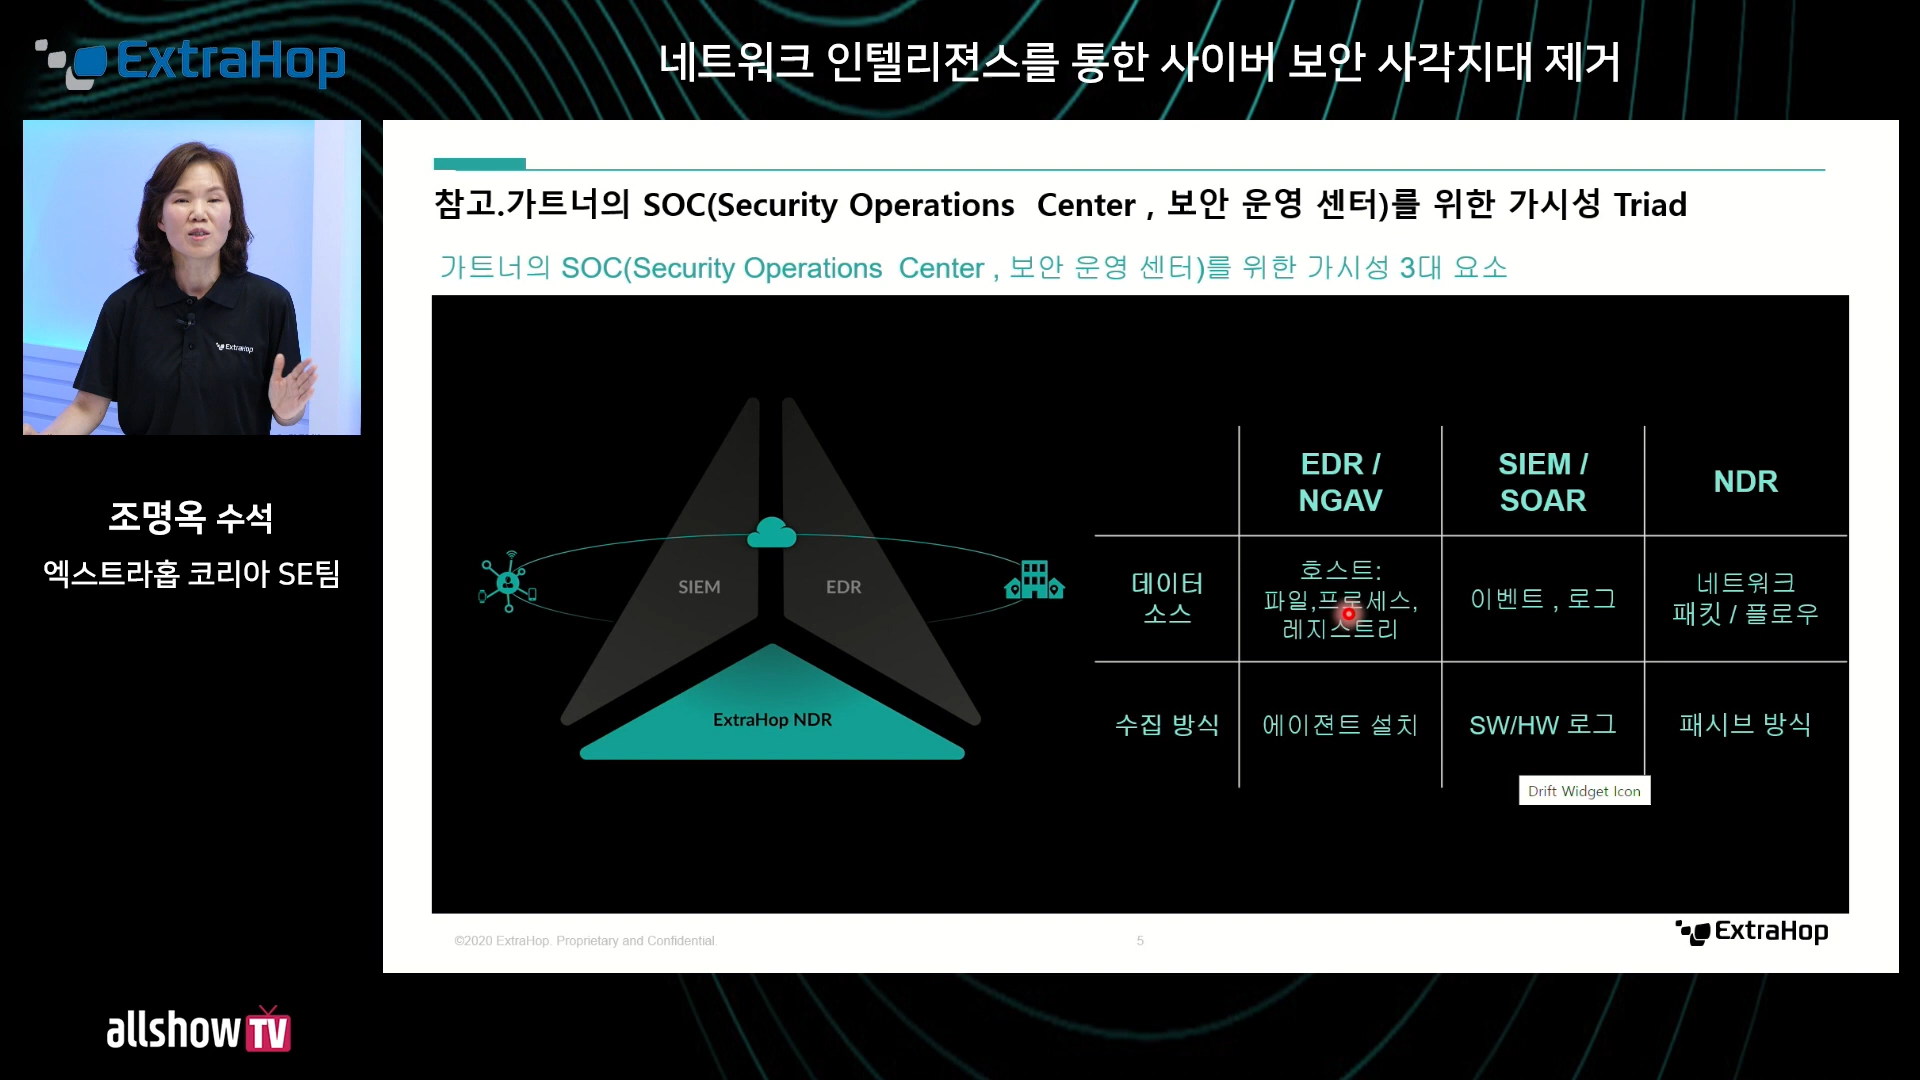 ExtraHop
네트워크 인텔리젼스를 통한 사이버 보안 사각지대 제거
ExtraHop
조명옥 수석
엑스트라홉 코리아 SE팀
참고.가트너의 SOC(Security Operations Center , 보안 운영 센터)를 위한 가시성 Triad
가트너의 SOC(Security Operations Center , 보안 운영 센터)를 위한 가시성 3대 요소
SIEM
EDR
ExtraHop NDR
EDR /
NGAV
SIEM /
SOAR
NDR
데이터
소스
호스트:
파일,프로세스,
레지스트리
이벤트 , 로그
네트워크
패킷 / 플로우
수집 방식
에이젼트 설치
SW/HW 로그
패시브 방식
Drift Widget Icon
©2020 ExtraHop. Proprietary and Confidential.
5
ExtraHop
allshowTV